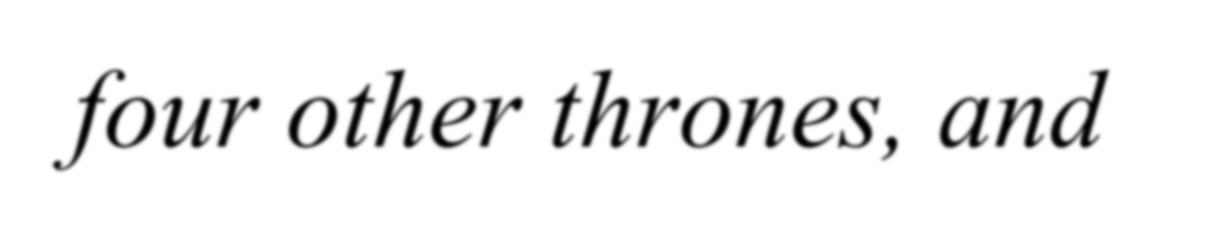 four other thrones, and